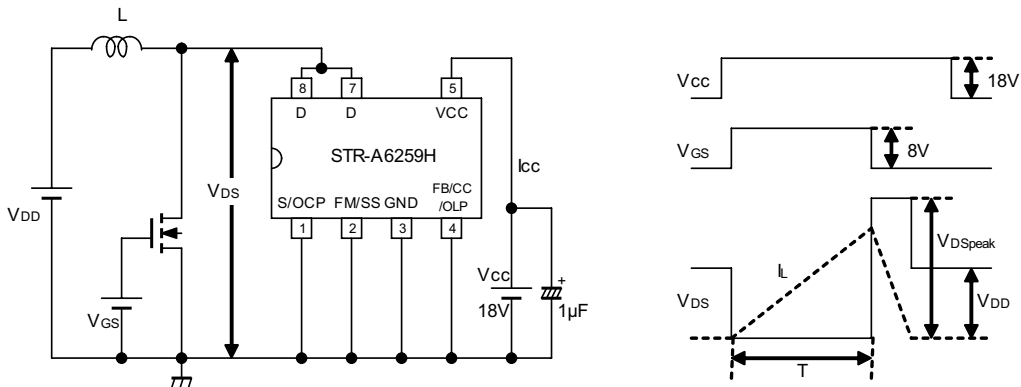 L
8
7
5
D
D
VCC
STR-A6259H
Icc
VDS
VDD
S/OCP
FM/SS
GND
FB/CC
/OLP
1
2
3
4
VGS
Vcc
18V
+
1µF
Vcc
18V
VGS
8V
VDS
IL
VDSpeak
VDD
T